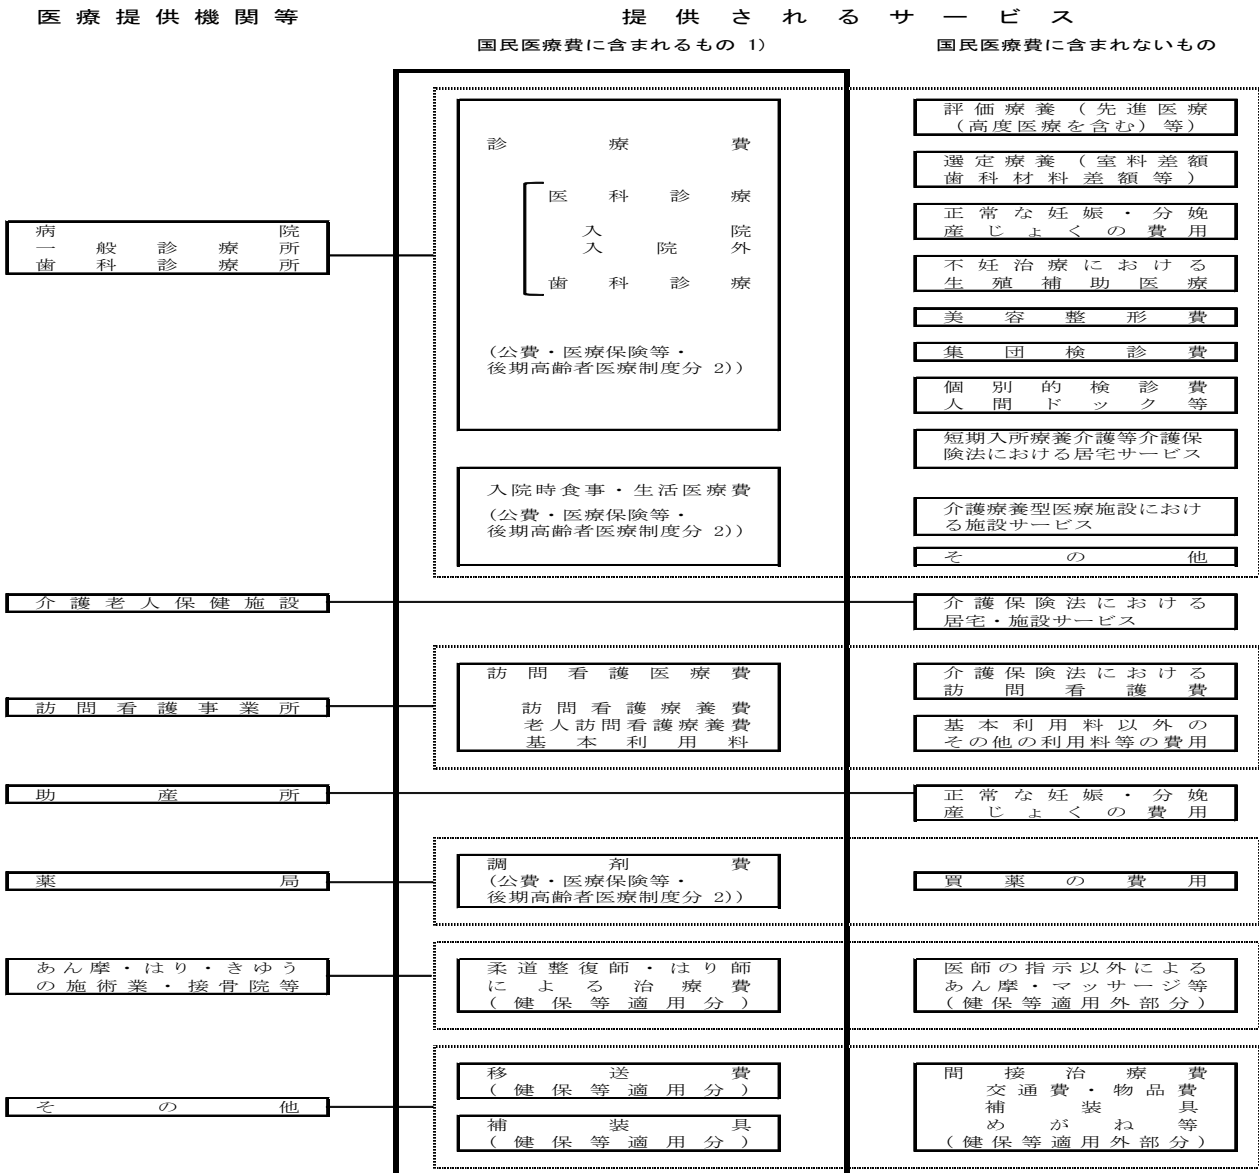 医療提供機関等
提供されるサービス
国民医療費に含まれるもの 1)
国民医療費に含まれないもの
病院
一般診療所
歯科診療所
診療費
医科診療
入院
入院外
歯科診療
(公費・医療保険等・
後期高齢者医療制度分 2))
入院時食事・生活医療費
(公費・医療保険等・
後期高齢者医療制度分 2))
評価療養(先進医療
(高度医療を含む)等)
選定療養(室料差額
歯科材料差額等)
正常な妊娠・分娩
産じょくの費用
不妊治療における
生殖補助医療
美容整形費
集団検診費
個別的検診費
人間ドック等
短期入所療養介護等介護保
険法における居宅サービス
介護療養型医療施設におけ
る施設サービス
その他
介護老人保健施設
介護保険法における
居宅・施設サービス
訪問看護事業所
訪問看護医療費
訪問看護療養費
老人訪問看護療養費
基本利用料
介護保険法における
訪問看護費
基本利用料以外の
その他の利用料等の費用
助産所
正常な妊娠・分娩
産じょくの費用
薬局
調剤費
(公費・医療保険等・
後期高齢者医療制度分 2))
買薬の費用
あん摩・はり・きゆう
の施術業・接骨院等
柔道整復師・はり師
による治療費
(健保等適用分)
医師の指示以外による
あん摩・マッサージ等
(健保等適用外部分)
その他
移送費
(健保等適用分)
補装具
(健保等適用分)
間接治療費
交通費・物品費
補装具
めがね等
(健保等適用外部分)